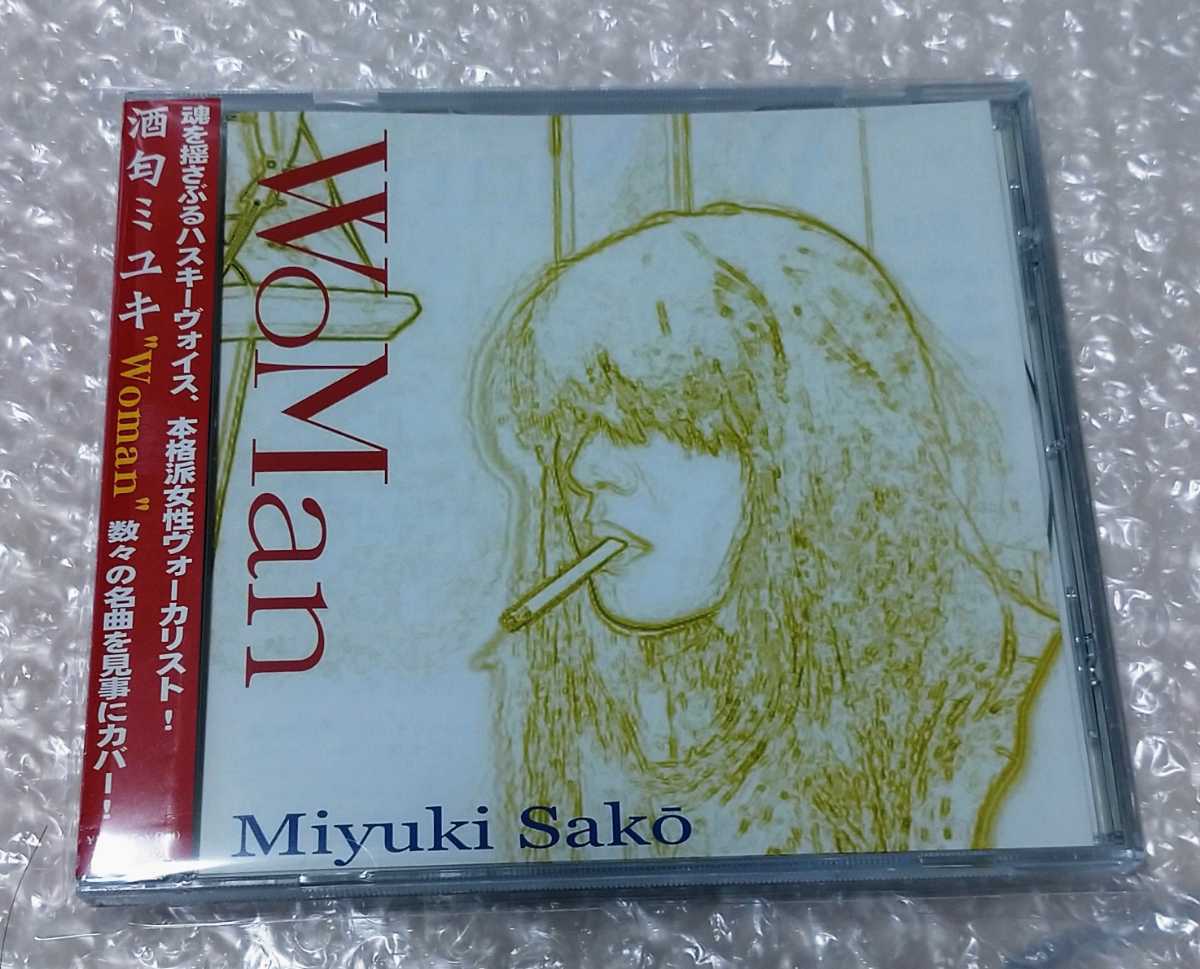 魂を揺さぶるハスキーヴォイス、本格派女性ヴォーカリスト!
酒匂ミユキ"Woman"数々の名曲を見事にカバー!
WoMan
Miyuki Sakō